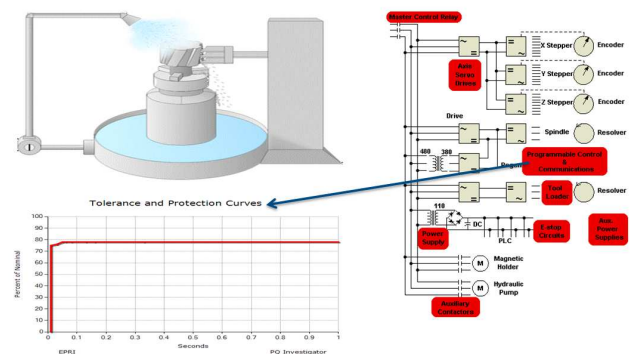 Master Control Relay
X Stepper
Encoder
Axis
Servo
Drives
Y Stepper
Encoder
Z Stepper
Encoder
Drive
Spindle
Resolver
480
380
Programmable Control
&
Communications
Tool
Loader
Resolver
110
DC
Power
Supply
PLC
E stop
Circuits
Aux.
Power
Supplies
M
Magnetic
Holder
M
Hydraulic
Pump
Auxiliary
Contactors
Tolerance and Protection Curves
Percent of Nominal
100
90
80
70
60
50
40
30
20
10
0
0
0.1
0.2
0.3
0.4
0.5
0.6
0.7
0.8
0.9
1
Seconds
EPRI
PQ Investigator